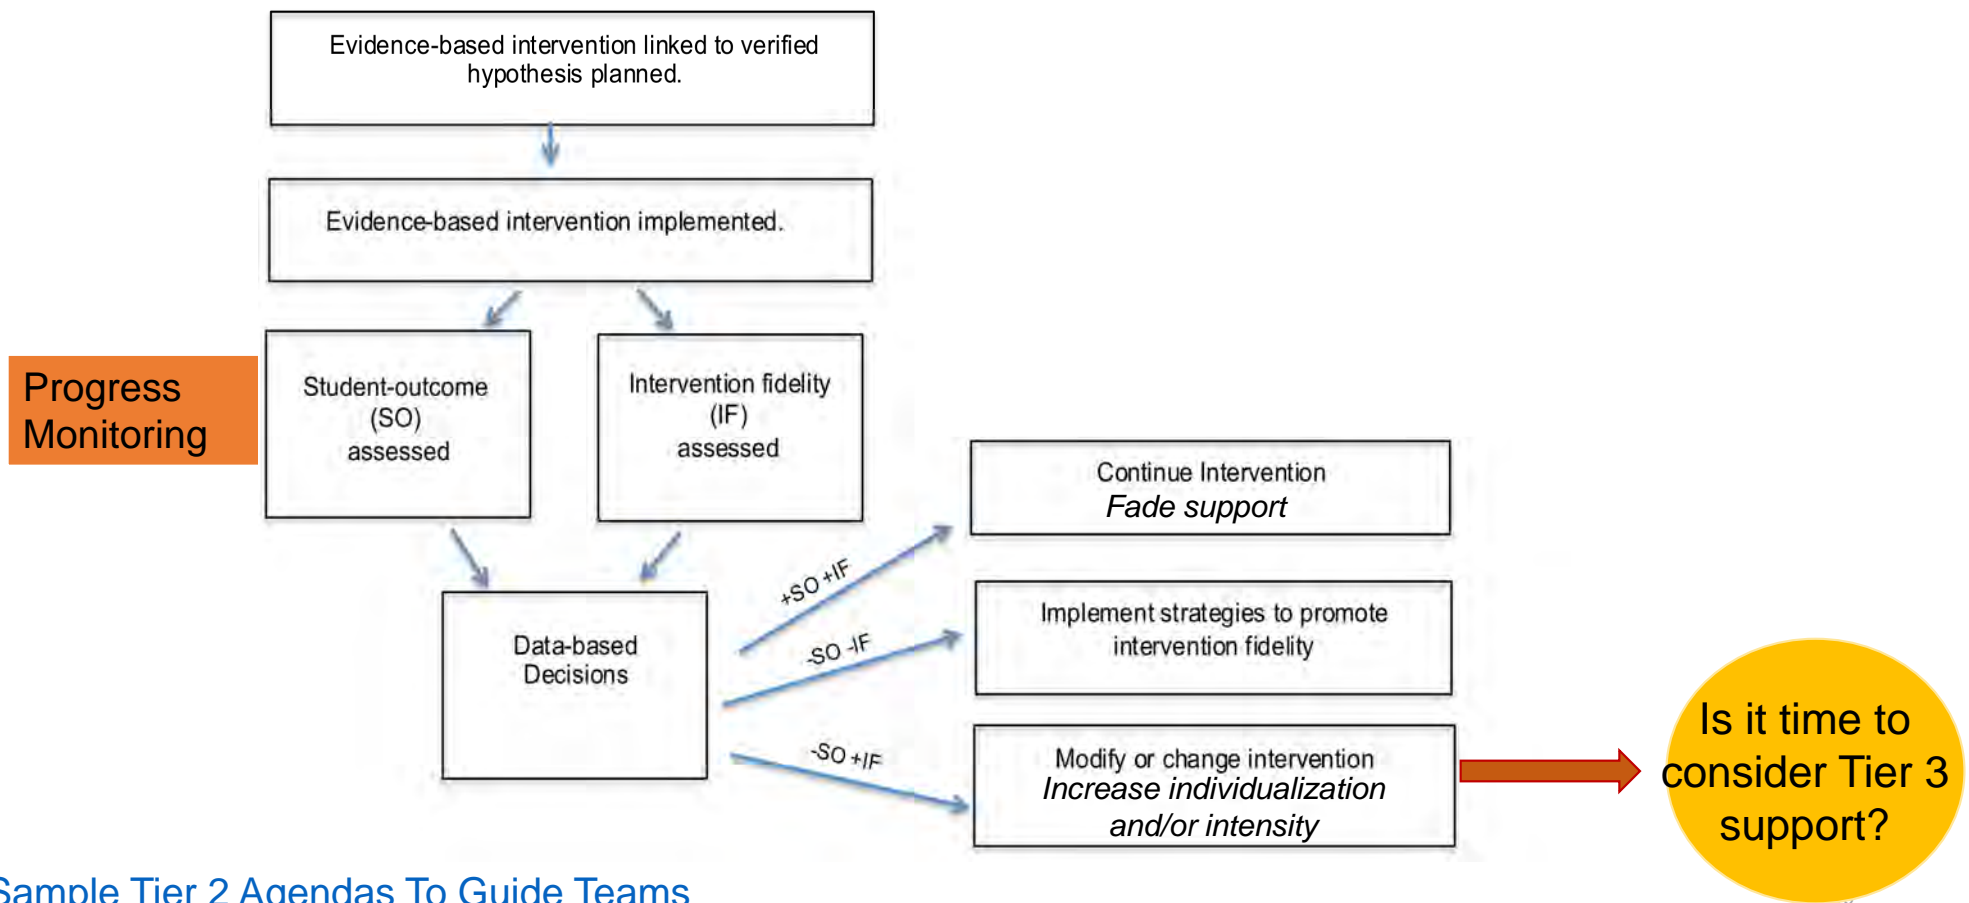 Evidence-based intervention linked to verified
hypothesis planned.
Evidence-based intervention implemented.
Progress
Monitoring
Student-outcome
(SO)
assessed
Intervention fidelity
(IF)
assessed
Data-based
Decisions
+SO +IF
-SO -IF
-SO +IF
Continue Intervention
Fade support
Implement strategies to promote
intervention fidelity
Modify or change intervention
Increase individualization
and/or intensity
Is it time to
consider Tier 3
support?
Sample Tier 2 Agendas To Guide Teams